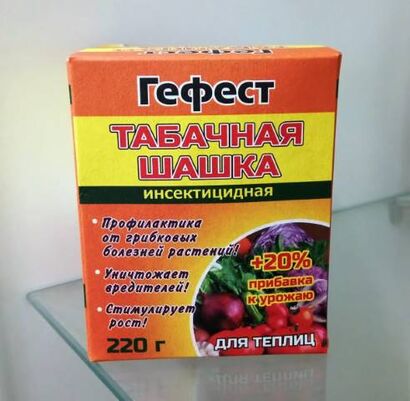 Гефест
ТАБАЧНАЯ
ШАШКА
инсектицидная
• Профилактика
от грибковых
болезней растений!
• Уничтожает
вредителей!
• Стимулирует
рост!
+20%
прибавка
к урожаю
220 г
ДЛЯ ТЕПЛИЦ